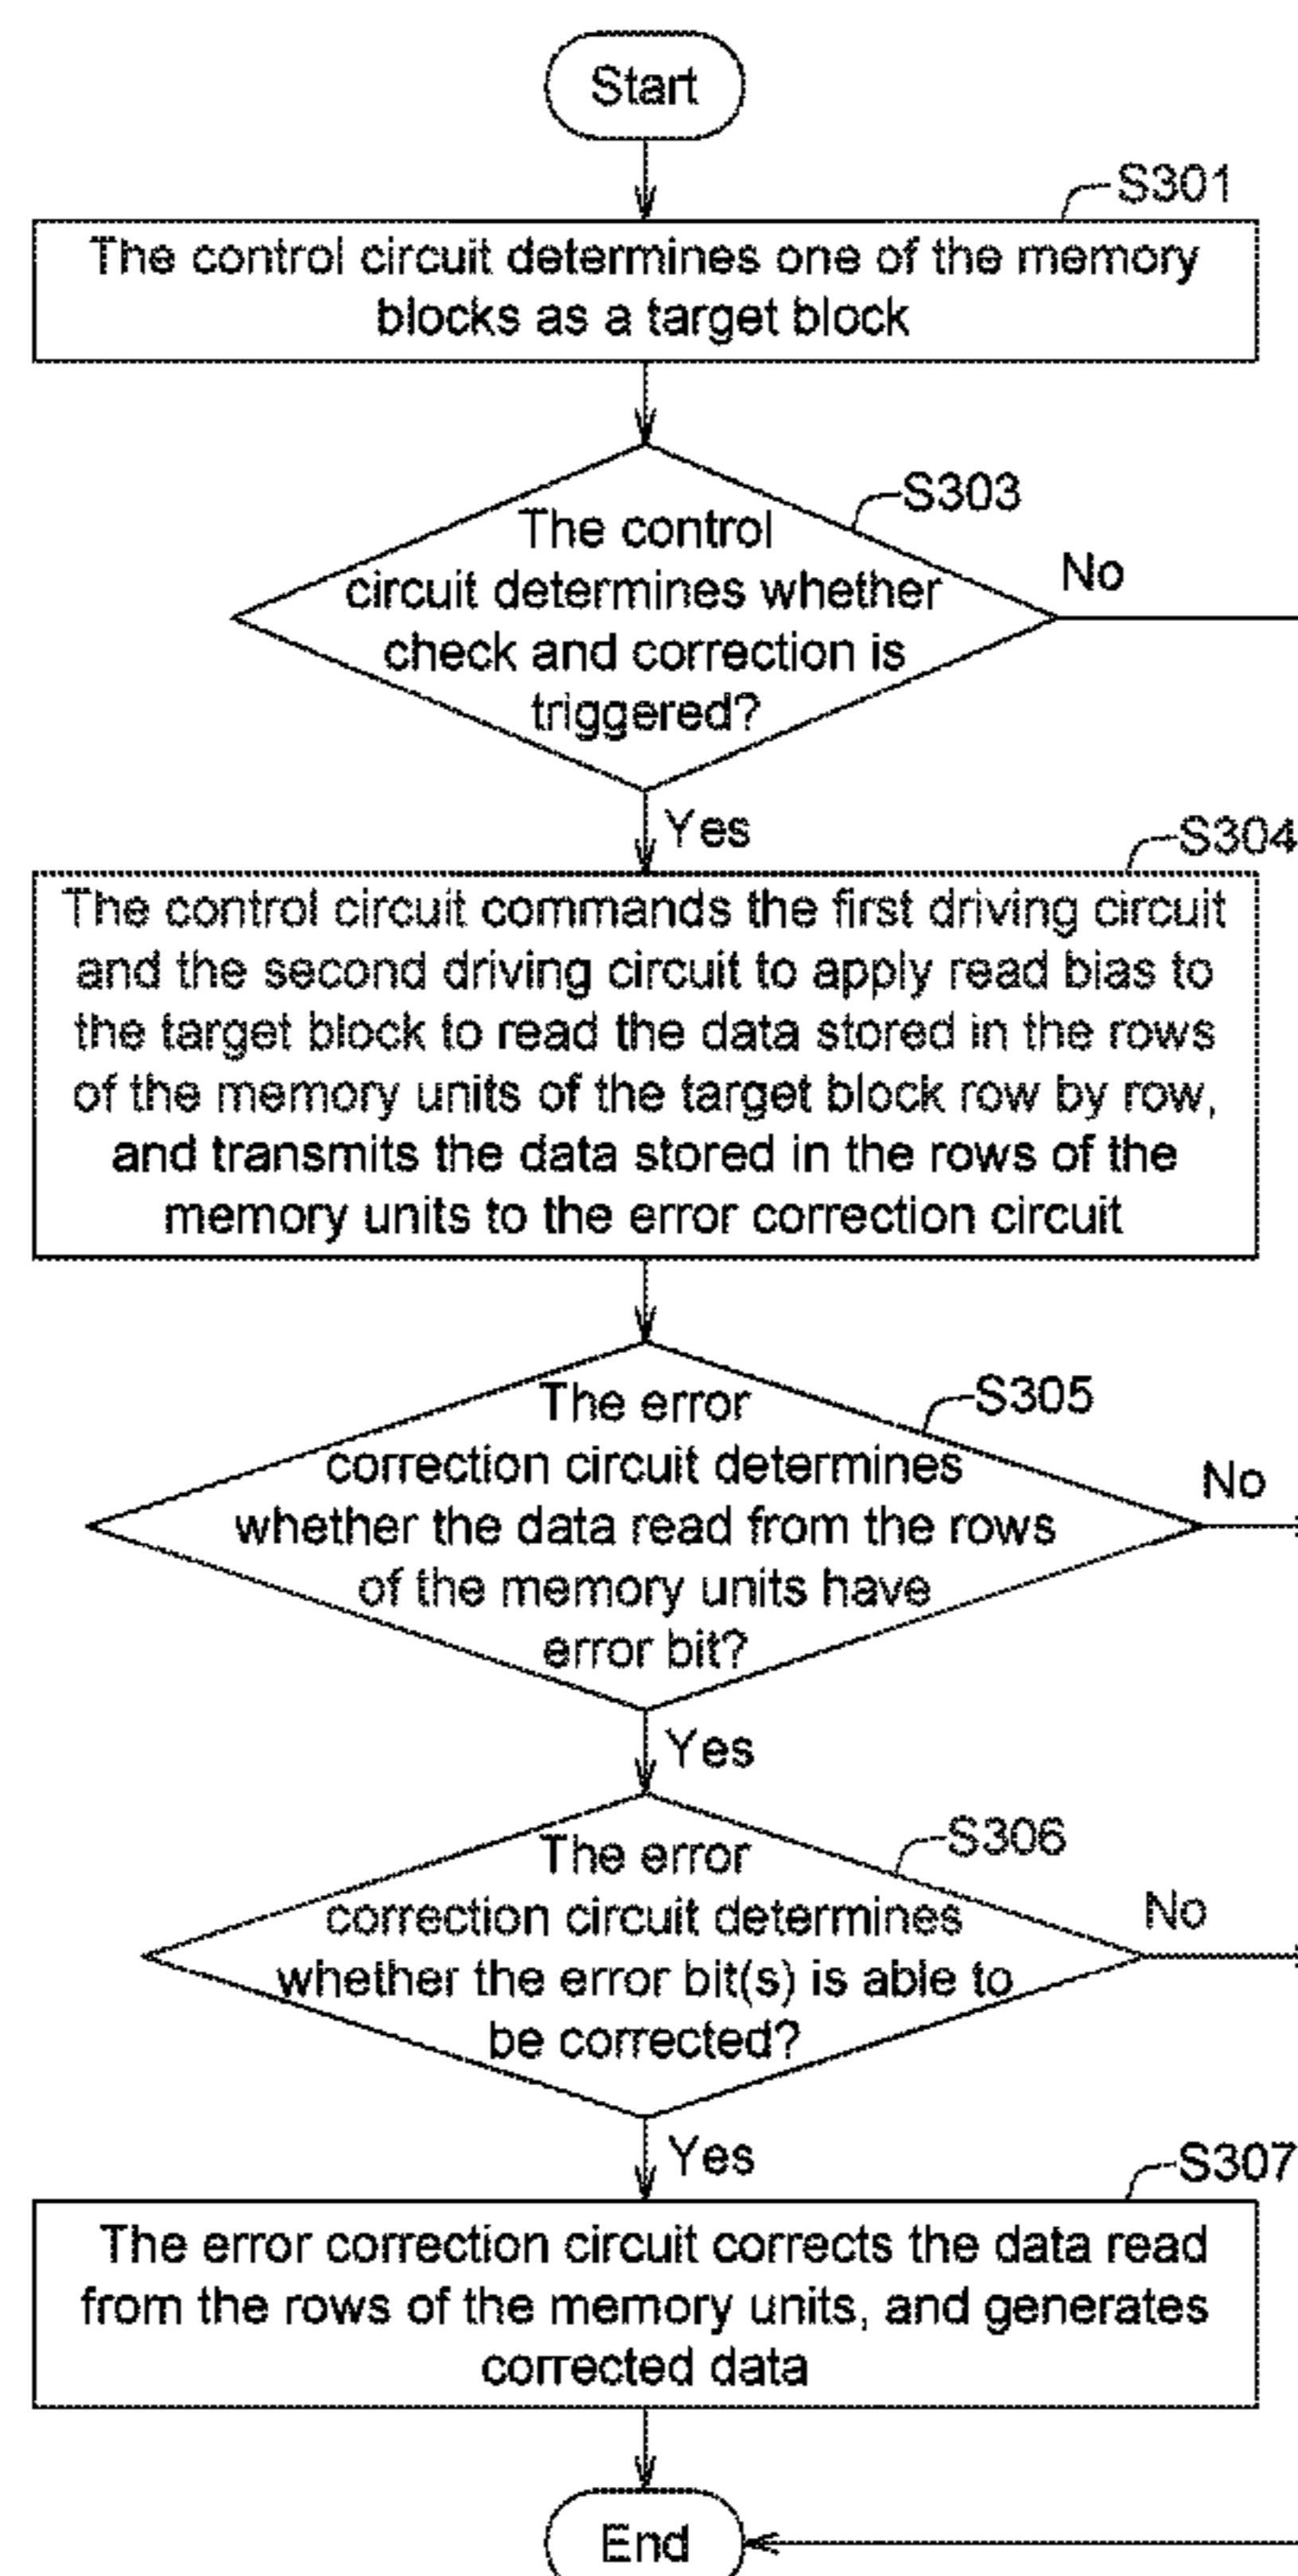 Start
S301
The control circuit determines one of the memory
blocks as a target block
S303
The control
circuit determines whether
check and correction is
triggered?
No
Yes
S304
The control circuit commands the first driving circuit
and the second driving circuit to apply read bias to
the target block to read the data stored in the rows
of the memory units of the target block row by row,
and transmits the data stored in the rows of the
memory units to the error correction circuit
S305
The error
correction circuit determines
whether the data read from the rows
of the memory units have
error bit?
No
Yes
S306
The error
correction circuit determines
whether the error bit(s) is able to
be corrected?
No
Yes
S307
The error correction circuit corrects the data read
from the rows of the memory units, and generates
corrected data
End